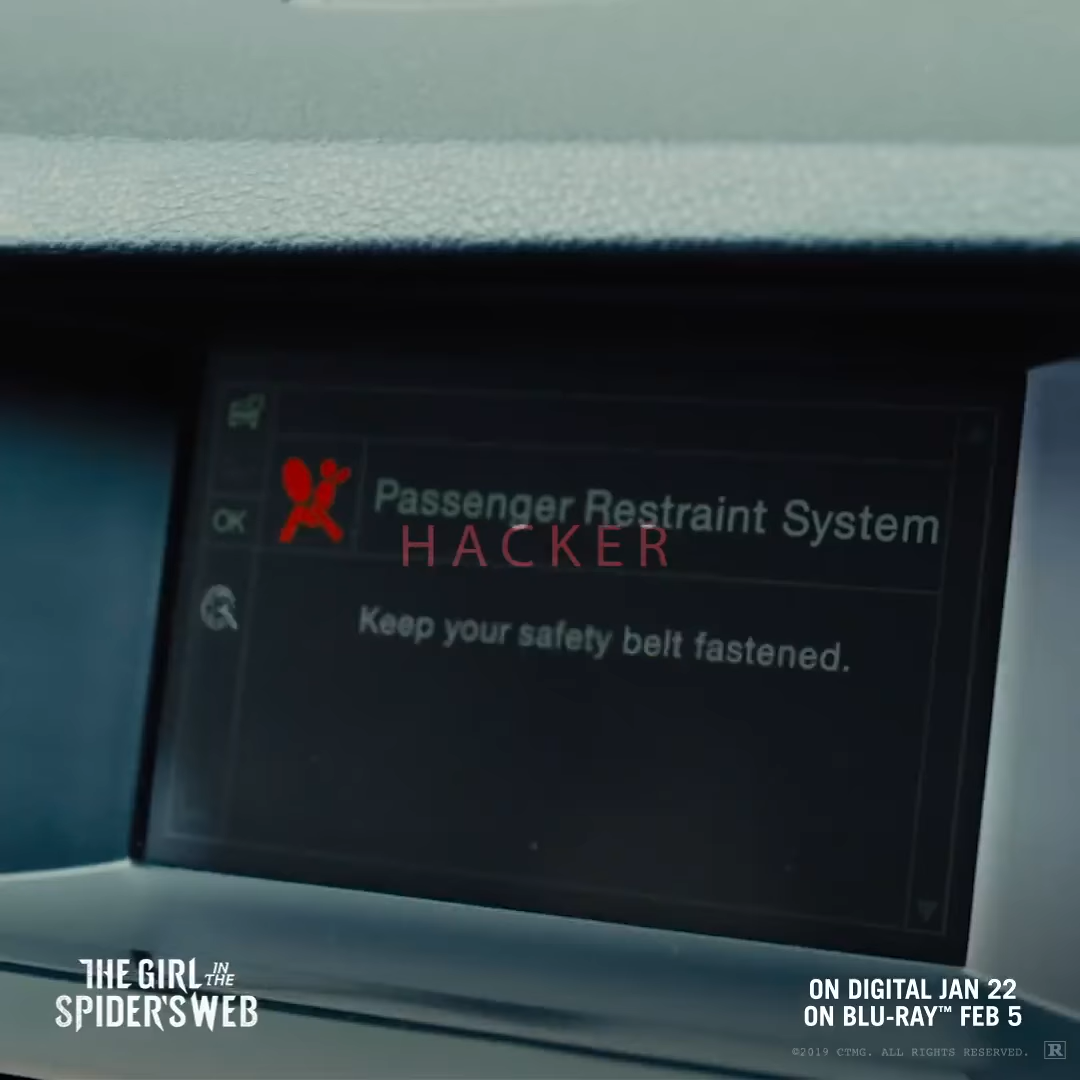 Passenger Restraint System
OK
HACKER
Keep your safety belt fastened.
THE GIRL IN THE
SPIDER'S WEB
ON DIGITAL JAN 22
ON BLU-RAY™ FEB 5
©2019 CTMG. ALL RIGHTS RESERVED. R